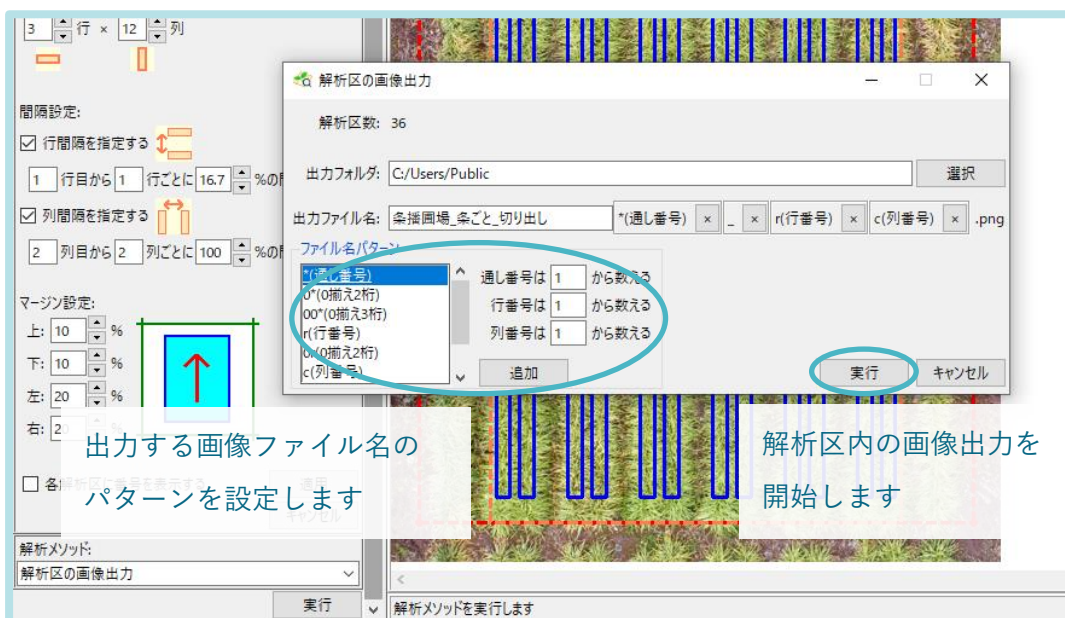 3 行 × 12 列
間隔設定:
行間隔を指定する
1 行目から 1 行ごとに 16.7 %の
列間隔を指定する
2 列目から 2 列ごとに 100 %の
マージン設定:
上: 10 %
下: 10 %
左: 20 %
右: 2
解析メソッド:
解析区の画像出力
実行
解析区の画像出力
解析区数: 36
出力フォルダ: C:/Users/Public 選択
出力ファイル名: 条播圃場_条ごと_切り出し *(通し番号) × _ × r(行番号) × c(列番号) × .png
ファイル名パターン
*(通し番号)
0*(0揃え2桁)
00*(0揃え3桁)
r(行番号)
0r(0揃え2桁)
c(列番号)
通し番号は 1 から数える
行番号は 1 から数える
列番号は 1 から数える
追加
実行 キャンセル
出力する画像ファイル名の
パターンを設定します
解析区内の画像出力を
開始します
解析メソッドを実行します